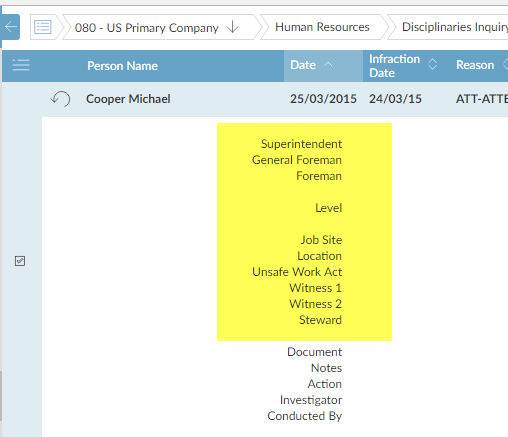 080 - US Primary Company Human Resources Disciplinaries Inquiry
Person Name Date Infraction Date Reason
Cooper Michael 25/03/2015 24/03/15 ATT-ATTE
Superintendent
General Foreman
Foreman
Level
Job Site
Location
Unsafe Work Act
Witness 1
Witness 2
Steward
Document
Notes
Action
Investigator
Conducted By